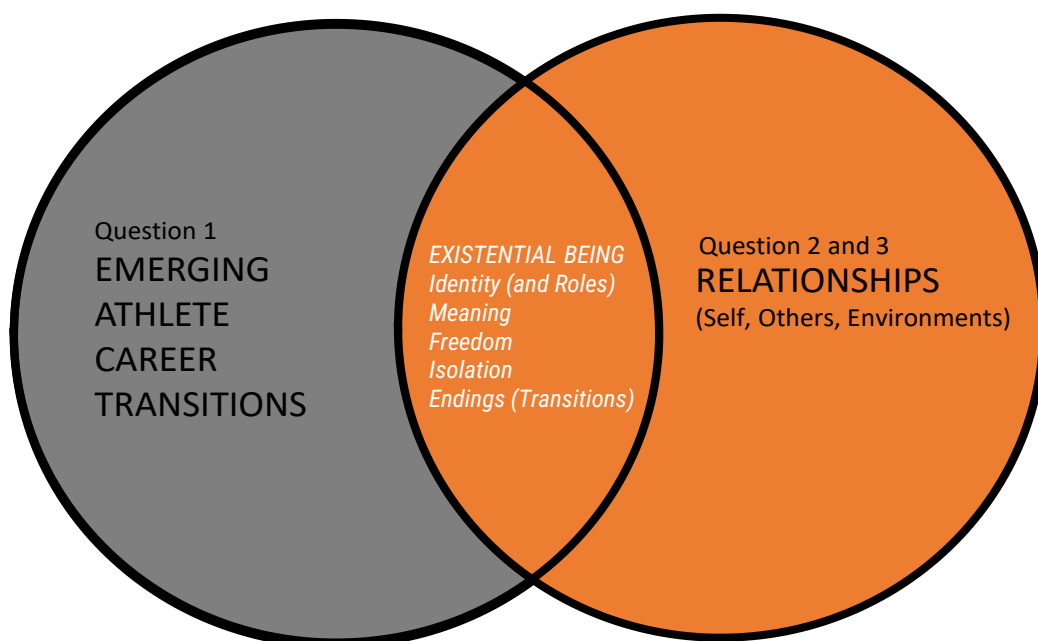 Question 1
EMERGING
ATHLETE
CAREER
TRANSITIONS
EXISTENTIAL BEING
Identity (and Roles)
Meaning
Freedom
Isolation
Endings (Transitions)
Question 2 and 3
RELATIONSHIPS
(Self, Others, Environments)